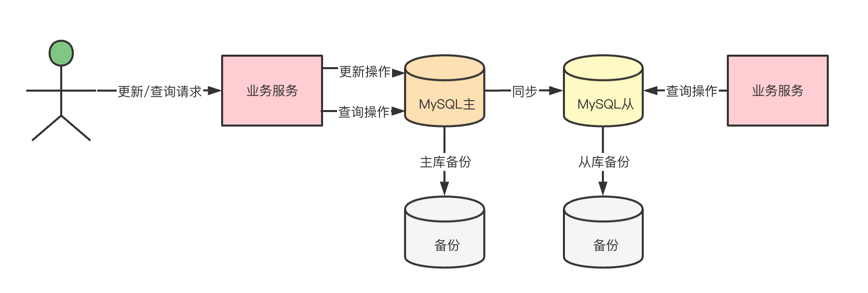 更新/查询请求
业务服务
更新操作
查询操作
MySQL主
同步
MySQL从
查询操作
业务服务
主库备份
从库备份
备份
备份